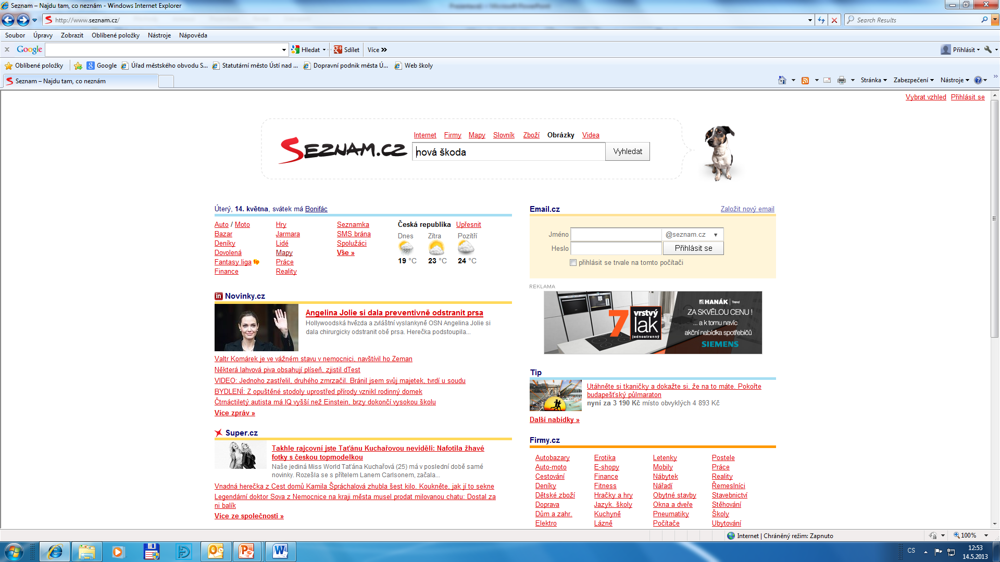 Seznam – Najdu tam, co neznám - Windows Internet Explorer
http://www.seznam.cz/
Search Results
Soubor Úpravy Zobrazit Oblíbené položky Nástroje Nápověda
x Google Hledat Sdílet Více »
Přihlásit
Oblíbené položky Google Úřad městského obvodu S... Statutární město Ústí nad ... Dopravní podnik města Ú... Web školy
Seznam – Najdu tam, co neznám
Stránka Zabezpečení Nástroje
Vybrat vzhled Přihlásit se
Internet Firmy Mapy Slovník Zboží Obrázky Videa
SEZNAM.CZ
nová škoda
Vyhledat
Úterý, 14. května, svátek má Bonifác
Auto / Moto Hry Seznamka
Bazar Jarmara SMS brána
Deníky Lidé Spolužáci
Dovolená Mapy Vše »
Fantasy liga tip Práce
Finance Reality
Česká republika Upřesnit
Dnes Zítra Pozítří
19 °C 23 °C 24 °C
Email.cz Založit nový email
Jméno @seznam.cz
Heslo Přihlásit se
přihlásit se trvale na tomto počítači
REKLAMA
HANÁK Trend
ZA SKVĚLOU CENU !
... a k tomu navíc
akční nabídka spotřebičů
SIEMENS
7 vrstvý
lak
jednostranný
Novinky.cz
Angelina Jolie si dala preventivně odstranit prsa
Hollywoodská hvězda a zvláštní vyslankyně OSN Angelina Jolie si
dala chirurgicky odstranit obě prsa. Herečka podstoupila...
Valtr Komárek je ve vážném stavu v nemocnici, navštívil ho Zeman
Některá lahvová piva obsahují plíseň, zjistil dTest
VIDEO: Jednoho zastřelil, druhého zmrzačil. Bránil jsem svůj majetek, tvrdí u soudu
BYDLENÍ: Z opuštěné stodoly uprostřed přírody vznikl rodinný domek
Čtrnáctiletý autista má IQ vyšší než Einstein, brzy dokončí vysokou školu
Více zpráv »
Tip
Utáhněte si tkaničky a dokažte si, že na to máte. Pokořte
budapešťský půlmaraton
nyní za 3 190 Kč místo obvyklých 4 893 Kč
Další nabídky »
Super.cz
Takhle rajcovní jste Taťánu Kuchařovou neviděli: Nafotila žhavé
fotky s českou topmodelkou
Naše jediná Miss World Taťána Kuchařová (25) má v poslední době samé
novinky. Rozešla se s přítelem Lanem Carlsonem, začala...
Vnadná herečka z Cest domů Kamila Špráchalová zhubla šest kilo. Koukněte, jak jí to sekne
Legendární doktor Sova z Nemocnice na kraji města musel prodat milovanou chatu: Dostal za
ni balík
Více ze společnosti »
Firmy.cz
Autobazary Erotika Letenky Postele
Auto-moto E-shopy Mobily Práce
Cestování Finance Nábytek Reality
Deníky Fitness Nářadí Řemeslníci
Dětské zboží Hračky a hry Obytné stavby Stavebnictví
Doprava Jazyk. školy Okna a dveře Stěhování
Dům a zahr. Kuchyně Pneumatiky Školy
Elektro Lázně Počítače Ubytování
Internet | Chráněný režim: Zapnuto
100%
CS
12:53
14.5.2013